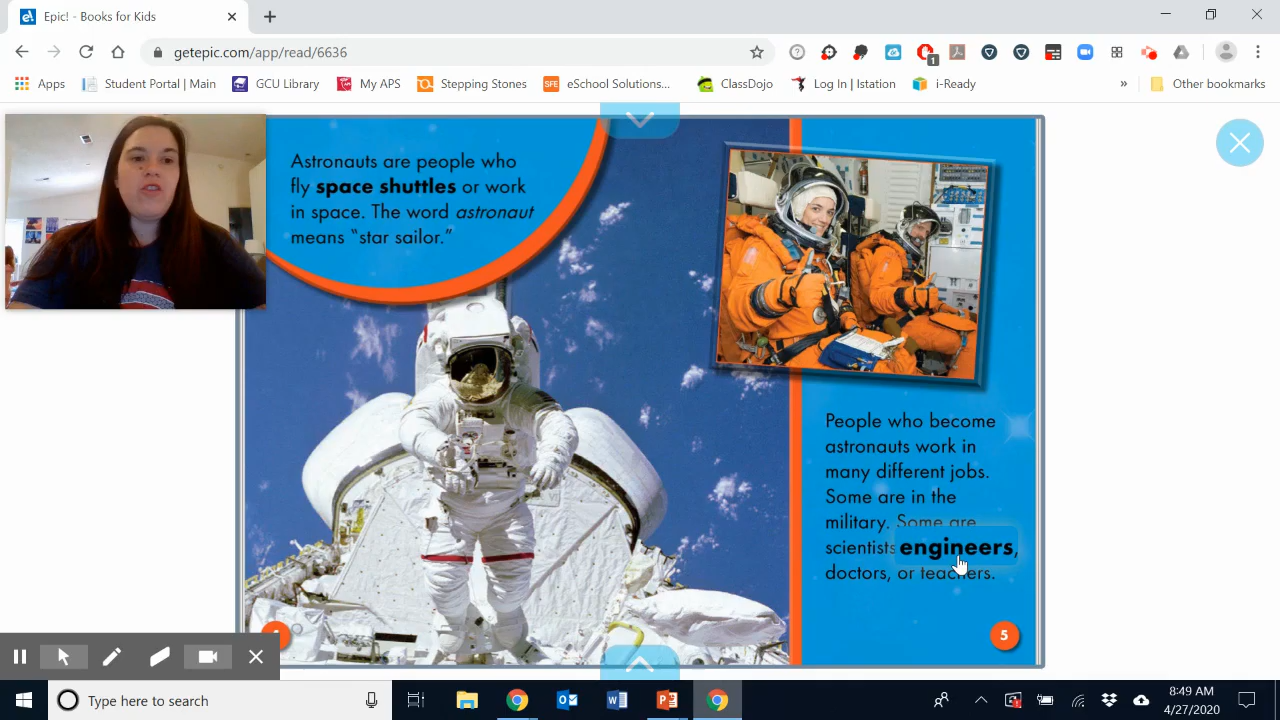 Epic! - Books for Kids
getepic.com/app/read/6636
1
Apps
Student Portal | Main
GCU Library
My APS
Stepping Stones
SFE
eSchool Solutions...
ClassDojo
Log In | Istation
i-Ready
»
Other bookmarks
Astronauts are people who
fly space shuttles or work
in space. The word astronaut
means “star sailor.”
People who become
astronauts work in
many different jobs.
Some are in the
military. Some are
scientists engineers,
doctors, or teachers.
5
Type here to search
8:49 AM
4/27/2020